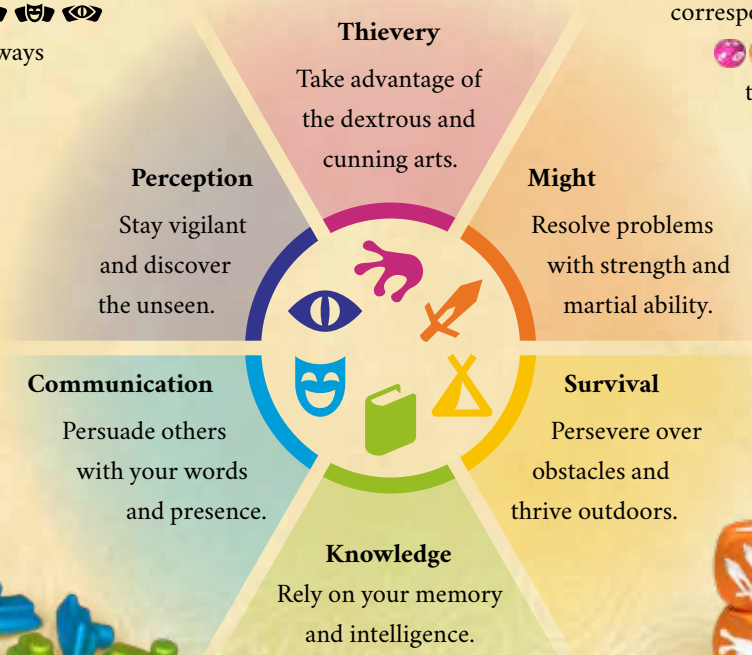 ways
correspo
t
Thievery
Take advantage of
the dextrous and
cunning arts.
Perception
Stay vigilant
and discover
the unseen.
Might
Resolve problems
with strength and
martial ability.
Communication
Persuade others
with your words
and presence.
Survival
Persevere over
obstacles and
thrive outdoors.
Knowledge
Rely on your memory
and intelligence.